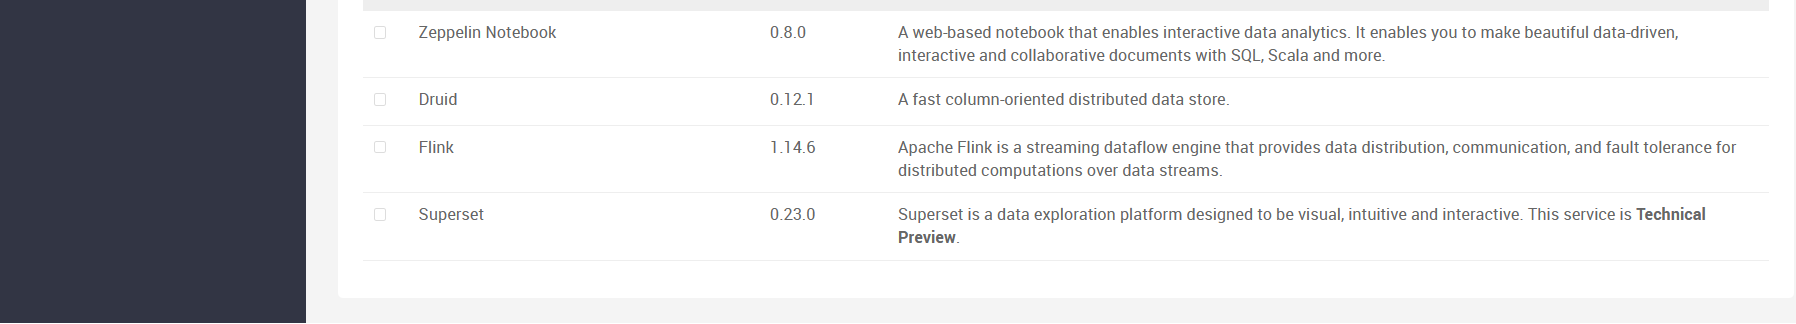 Zeppelin Notebook 0.8.0 A web-based notebook that enables interactive data analytics. It enables you to make beautiful data-driven,
interactive and collaborative documents with SQL, Scala and more.
Druid 0.12.1 A fast column-oriented distributed data store.
Flink 1.14.6 Apache Flink is a streaming dataflow engine that provides data distribution, communication, and fault tolerance for
distributed computations over data streams.
Superset 0.23.0 Superset is a data exploration platform designed to be visual, intuitive and interactive. This service is Technical
Preview.